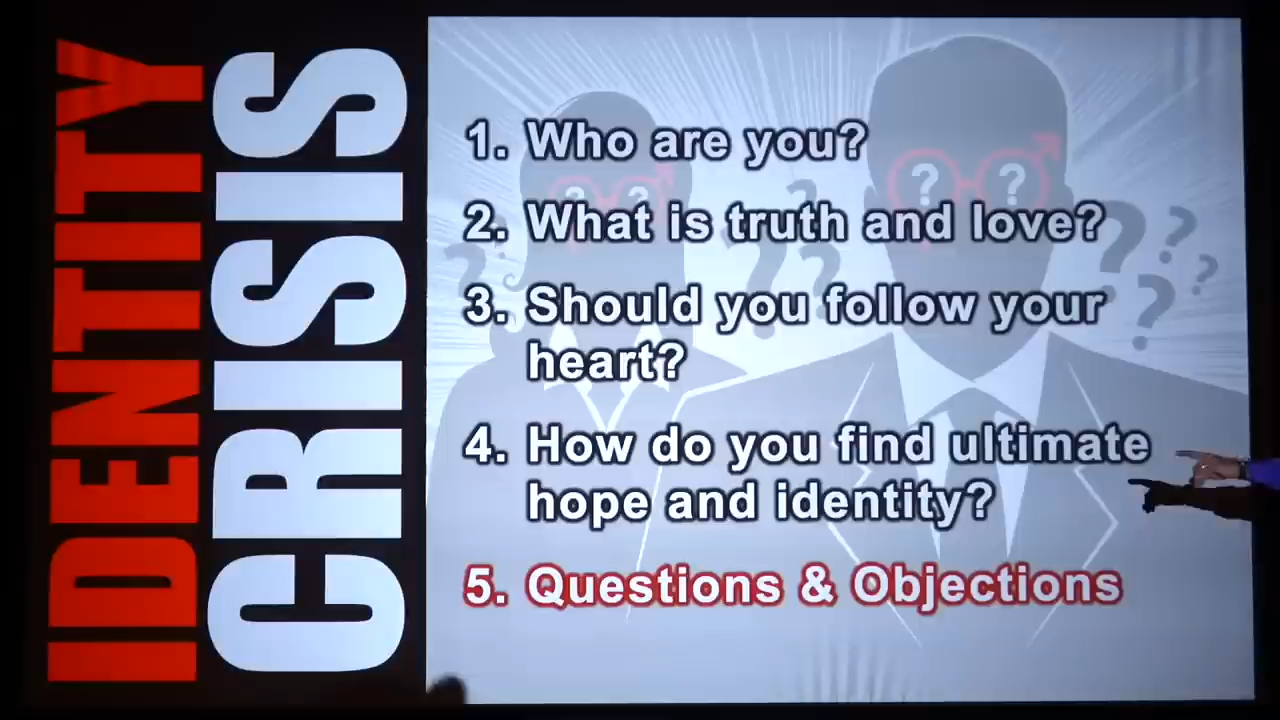 IDENTITY
CRISIS
1. Who are you?
2. What is truth and love?
3. Should you follow your
heart?
4. How do you find ultimate
hope and identity?
5. Questions & Objections